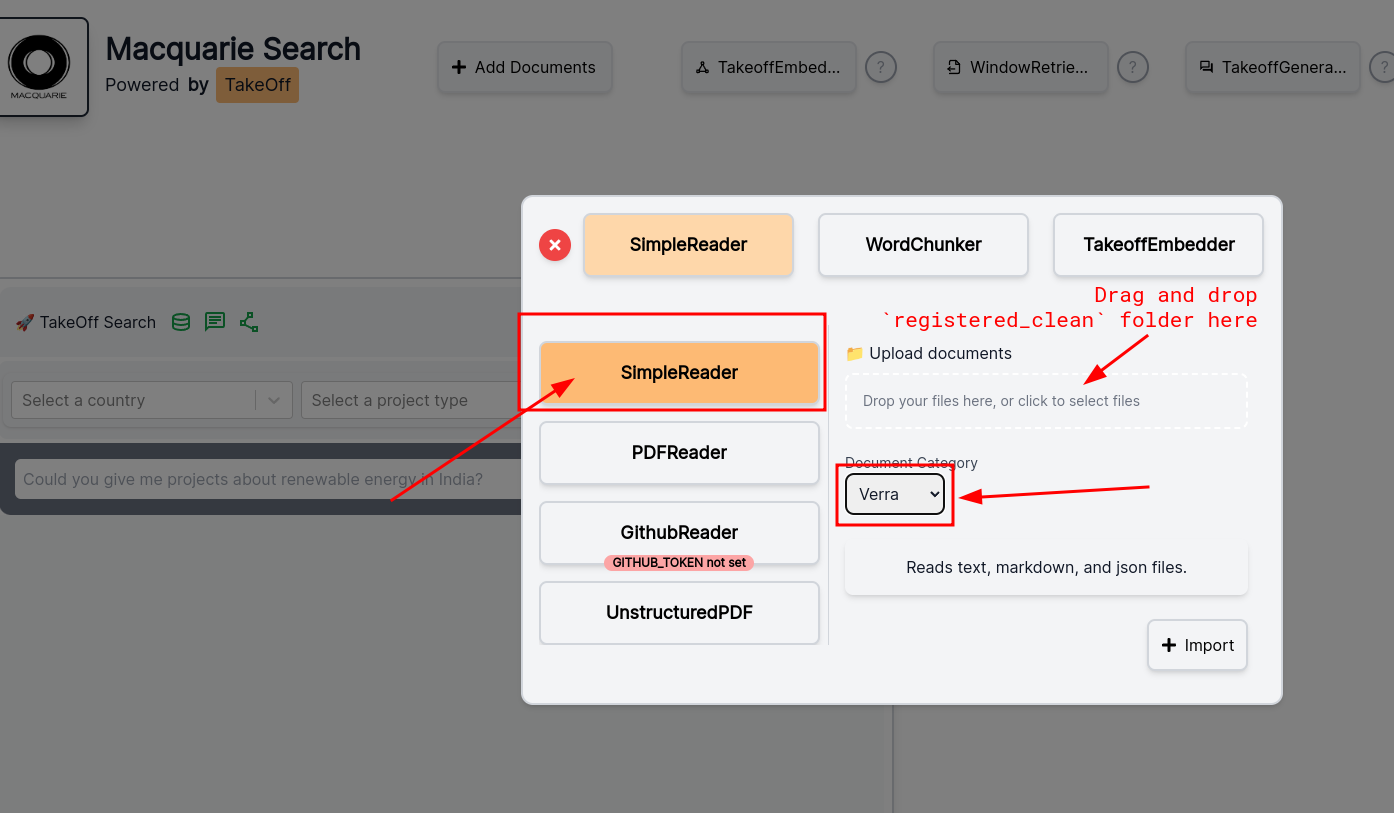 MACQUARIE
Macquarie Search
Powered by TakeOff
Add Documents
TakeoffEmbed...
?
WindowRetrie...
?
TakeoffGenera...
?
SimpleReader
WordChunker
TakeoffEmbedder
Drag and drop
`registered_clean` folder here
🚀 TakeOff Search
Select a country
Select a project type
Could you give me projects about renewable energy in India?
SimpleReader
PDFReader
GithubReader
GITHUB_TOKEN not set
UnstructuredPDF
📁 Upload documents
Drop your files here, or click to select files
Document Category
Verra
Reads text, markdown, and json files.
Import